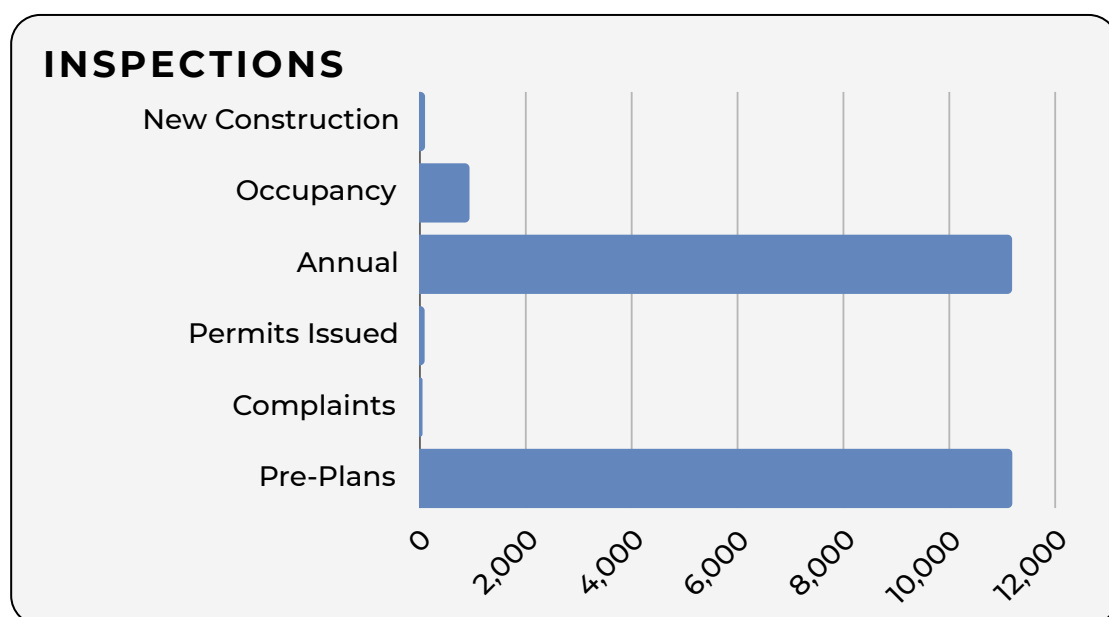 INSPECTIONS
New Construction
Occupancy
Annual
Permits Issued
Complaints
Pre-Plans
0
2,000
4,000
6,000
8,000
10,000
12,000